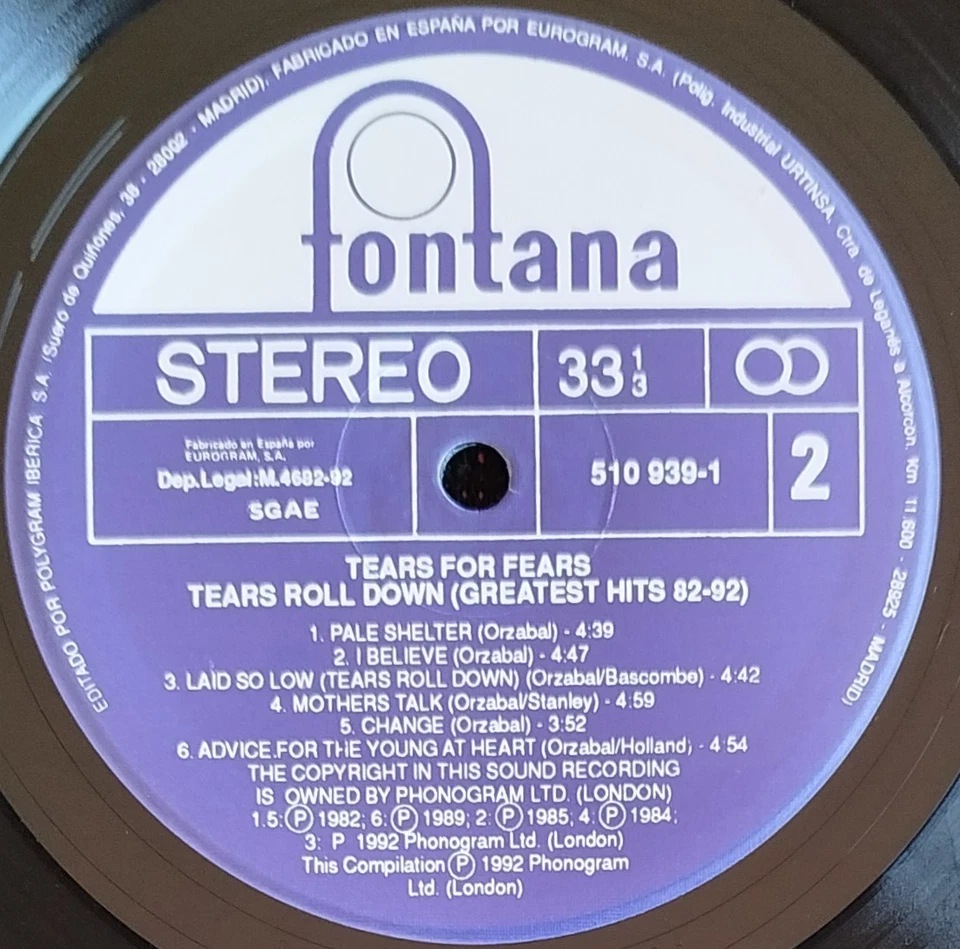 EDITADO POR POLYGRAM IBERICA S.A. (Suero de Quiñones, 38 - 28002 - MADRID). FABRICADO EN ESPAÑA POR EUROGRAM, S.A. (Polig. Industrial URTINSA, Ctra de Leganés a Alcorcón, Km 11,600 : 28925 - MADRID)
fontana
STEREO
33 1/3
Fabricado en España por
EUROGRAM, S.A.
Dep.Legal:M.4682-92
SGAE
510 939-1
2
TEARS FOR FEARS
TEARS ROLL DOWN (GREATEST HITS 82-92)
1. PALE SHELTER (Orzabal) - 4:39
2. I BELIEVE (Orzabal) - 4:47
3. LAID SO LOW (TEARS ROLL DOWN) (Orzabal/Bascombe) - 4:42
4. MOTHERS TALK (Orzabal/Stanley) - 4:59
5. CHANGE (Orzabal) - 3:52
6. ADVICE.FOR THE YOUNG AT HEART (Orzabal/Holland) - 4:54
THE COPYRIGHT IN THIS SOUND RECORDING
IS OWNED BY PHONOGRAM LTD. (LONDON)
1.5: Ⓟ 1982; 6: Ⓟ 1989; 2: Ⓟ 1985, 4: Ⓟ 1984;
3: P 1992 Phonogram Ltd. (London)
This Compilation Ⓟ 1992 Phonogram
Ltd. (London)